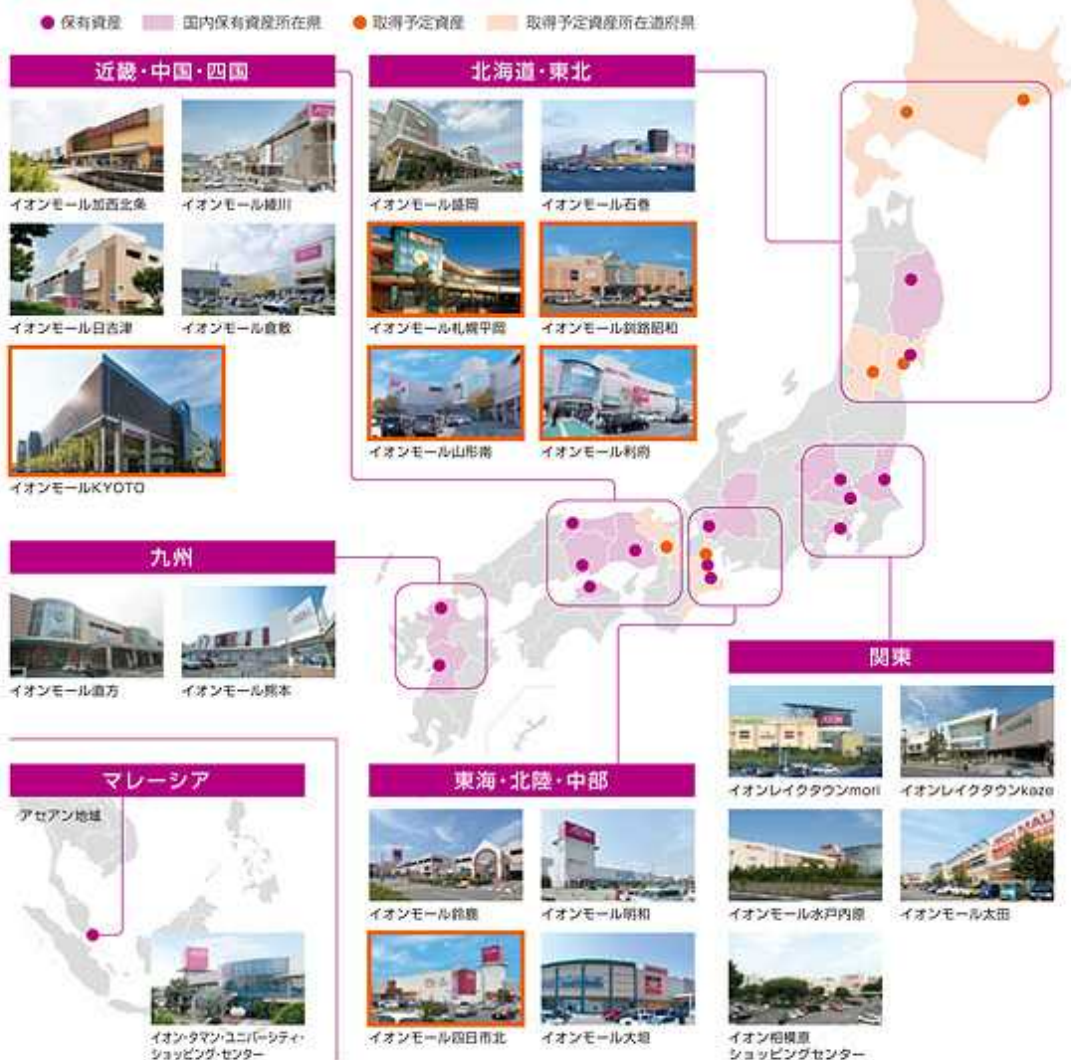 保有資産 国内保有資産所在県 取得予定資産 取得予定資産所在道府県
近畿・中国・四国
イオンモール加西北条 イオンモール綾川
イオンモール日吉津 イオンモール倉敷
イオンモールKYOTO
北海道・東北
イオンモール盛岡 イオンモール石巻
イオンモール札幌平岡 イオンモール釧路昭和
イオンモール山形南 イオンモール利府
九州
イオンモール直方 イオンモール熊本
マレーシア
アセアン地域
イオン・タマン・ユニバーシティ・
ショッピング・センター
東海・北陸・中部
イオンモール鈴鹿 イオンモール明和
イオンモール四日市北 イオンモール大垣
関東
イオンレイクタウンmori イオンレイクタウンkaze
イオンモール水戸内原 イオンモール太田
イオン相模原
ショッピングセンター